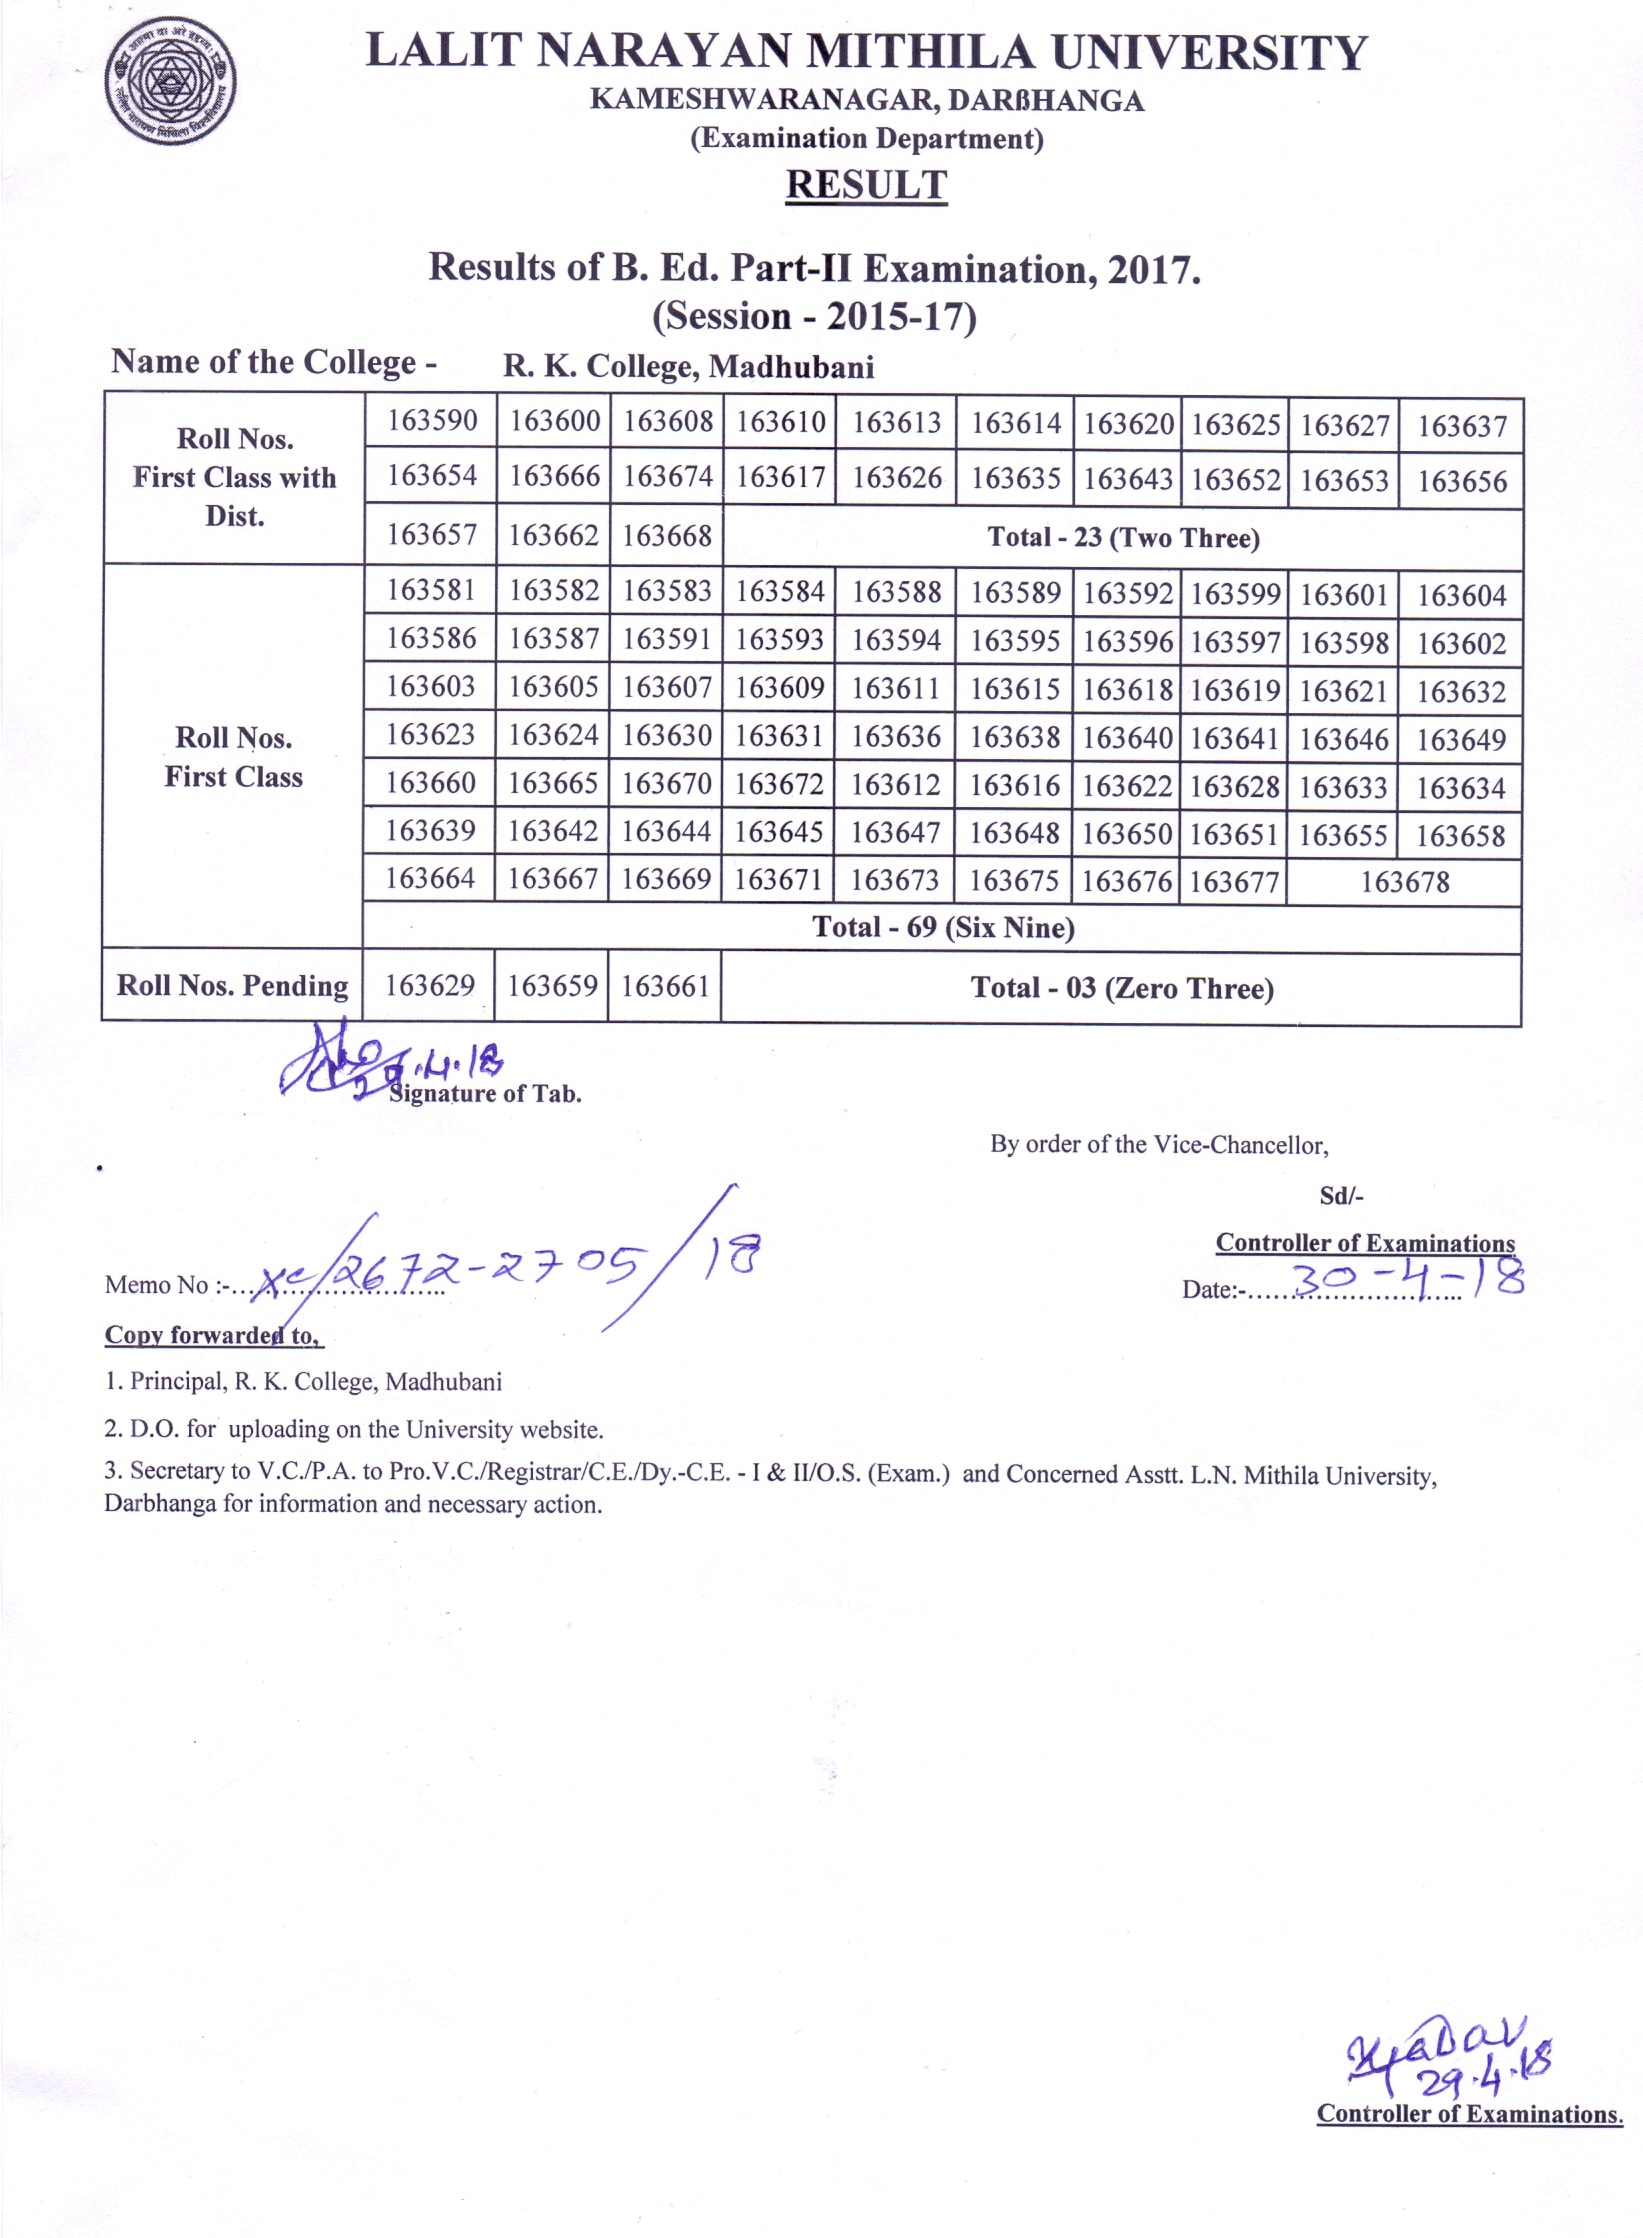 LALIT NARAYAN MITHILA UNIVERSITY
KAMESHWARANAGAR, DARBHANGA
(Examination Department)
RESULT
Results of B. Ed. Part-II Examination, 2017.
(Session - 2015-17)
Name of the College - R. K. College, Madhubani
Roll Nos.
First Class with
Dist.
163590 163600 163608 163610 163613 163614 163620 163625 163627 163637
163654 163666 163674 163617 163626 163635 163643 163652 163653 163656
163657 163662 163668 Total - 23 (Two Three)
Roll Nos.
First Class
163581 163582 163583 163584 163588 163589 163592 163599 163601 163604
163586 163587 163591 163593 163594 163595 163596 163597 163598 163602
163603 163605 163607 163609 163611 163615 163618 163619 163621 163632
163623 163624 163630 163631 163636 163638 163640 163641 163646 163649
163660 163665 163670 163672 163612 163616 163622 163628 163633 163634
163639 163642 163644 163645 163647 163648 163650 163651 163655 163658
163664 163667 163669 163671 163673 163675 163676 163677 163678
Total - 69 (Six Nine)
Roll Nos. Pending 163629 163659 163661 Total - 03 (Zero Three)
29.4.18
Signature of Tab.
By order of the Vice-Chancellor,
Sd/-
Controller of Examinations
Memo No :-........................ /2672-2705/18
Date:-........................ 30-4-18
Copy forwarded to,
1. Principal, R. K. College, Madhubani
2. D.O. for uploading on the University website.
3. Secretary to V.C./P.A. to Pro.V.C./Registrar/C.E./Dy.-C.E. - I & II/O.S. (Exam.) and Concerned Asstt. L.N. Mithila University,
Darbhanga for information and necessary action.
29.4.18
Controller of Examinations.